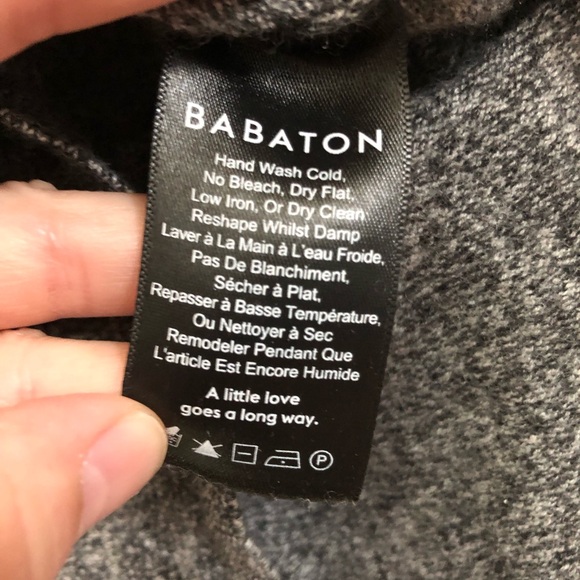 BABATON
Hand Wash Cold,
No Bleach, Dry Flat,
Low Iron, Or Dry Clean
Reshape Whilst Damp
Laver à La Main à L'eau Froide,
Pas De Blanchiment,
Sécher à Plat,
Repasser à Basse Température,
Ou Nettoyer à Sec
Remodeler Pendant Que
L'article Est Encore Humide
A little love
goes a long way.
P